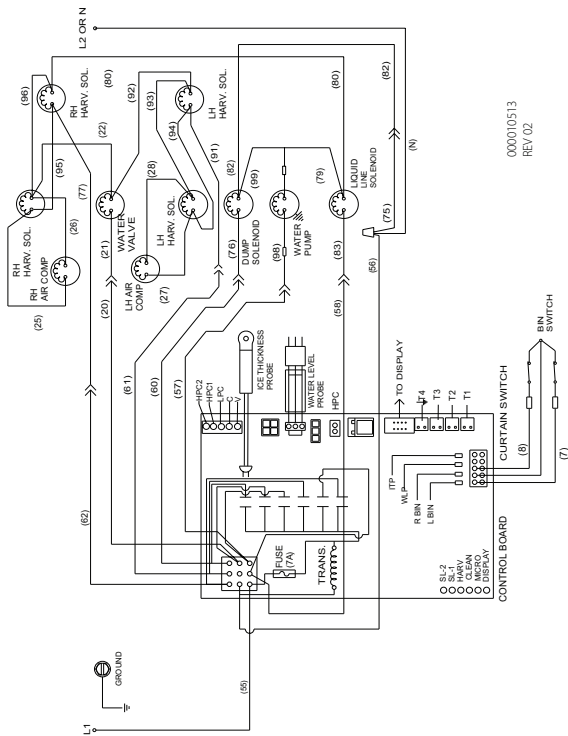 L2 OR N
(96)
RH
HARV. SOL.
(80)
(92)
(93)
(94)
LH
HARV. SOL.
(91)
(80)
(82)
(95)
(22)
(77)
(28)
(82)
(99)
(79)
(N)
RH
HARV. SOL.
(26)
RH
AIR COMP
(25)
(21)
WATER
VALVE
(20)
LH
HARV. SOL.
LH AIR
COMP
(27)
(76)
DUMP
SOLENOID
WATER
PUMP
(98)
LIQUID
LINE
SOLENOID
(83)
(75)
(56)
(58)
(61)
(60)
(57)
(62)
ICE THICKNESS
PROBE
WATER LEVEL
PROBE
HPC2
HPC1
LPC
C
V
HPC
TO DISPLAY
T4
T3
T2
T1
BIN
SWITCH
CURTAIN SWITCH
(8)
(7)
ITP
WLP
R BIN
L BIN
FUSE
(7A)
TRANS.
SL-2
SL-1
HARV
CLEAN
MICRO
DISPLAY
CONTROL BOARD
GROUND
(55)
L1
000010513
REV 02